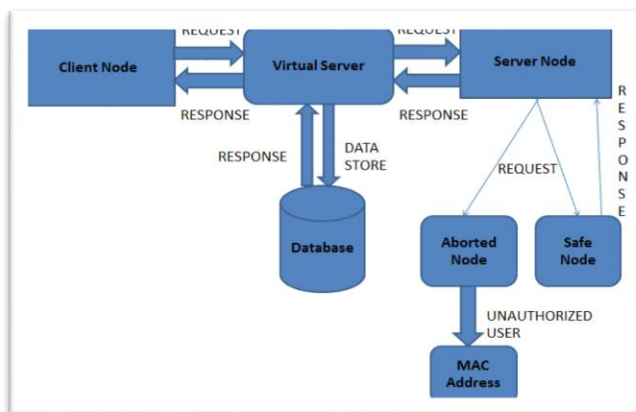 REQUEST
REQUEST
Client Node
Virtual Server
Server Node
RESPONSE
RESPONSE
RESPONSE
DATA
STORE
REQUEST
RESPONSE
Database
Aborted
Node
Safe
Node
UNAUTHORIZED
USER
MAC
Address